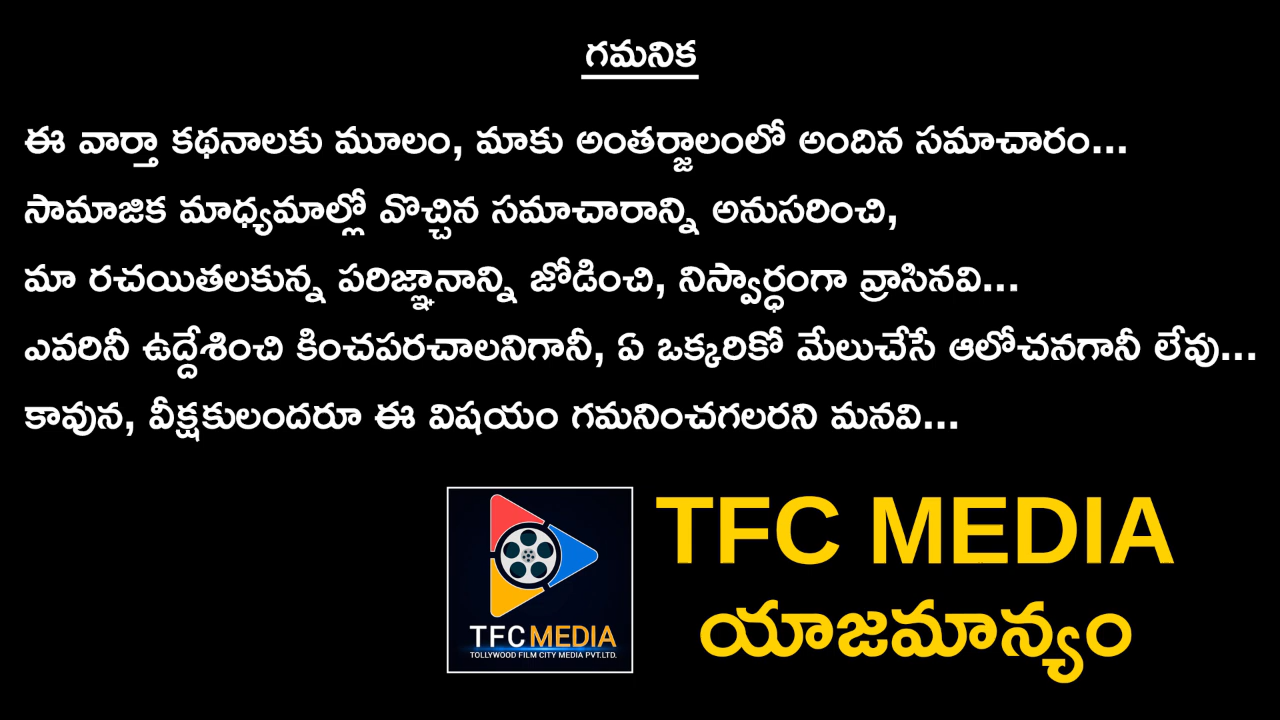 గమనిక
ఈ వార్తా కథనాలకు మూలం, మాకు అంతర్జాలంలో అందిన సమాచారం...
సామాజిక మాధ్యమాల్లో వొచ్చిన సమాచారాన్ని అనుసరించి,
మా రచయితలకున్న పరిజ్ఞానాన్ని జోడించి, నిస్వార్ధంగా వ్రాసినవి...
ఎవరినీ ఉద్దేశించి కించపరచాలనిగానీ, ఏ ఒక్కరికో మేలుచేసే ఆలోచనగానీ లేవు...
కావున, వీక్షకులందరూ ఈ విషయం గమనించగలరని మనవి...
TFC MEDIA
యాజమాన్యం
TFC MEDIA
TOLLYWOOD FILM CITY MEDIA PVT.LTD.